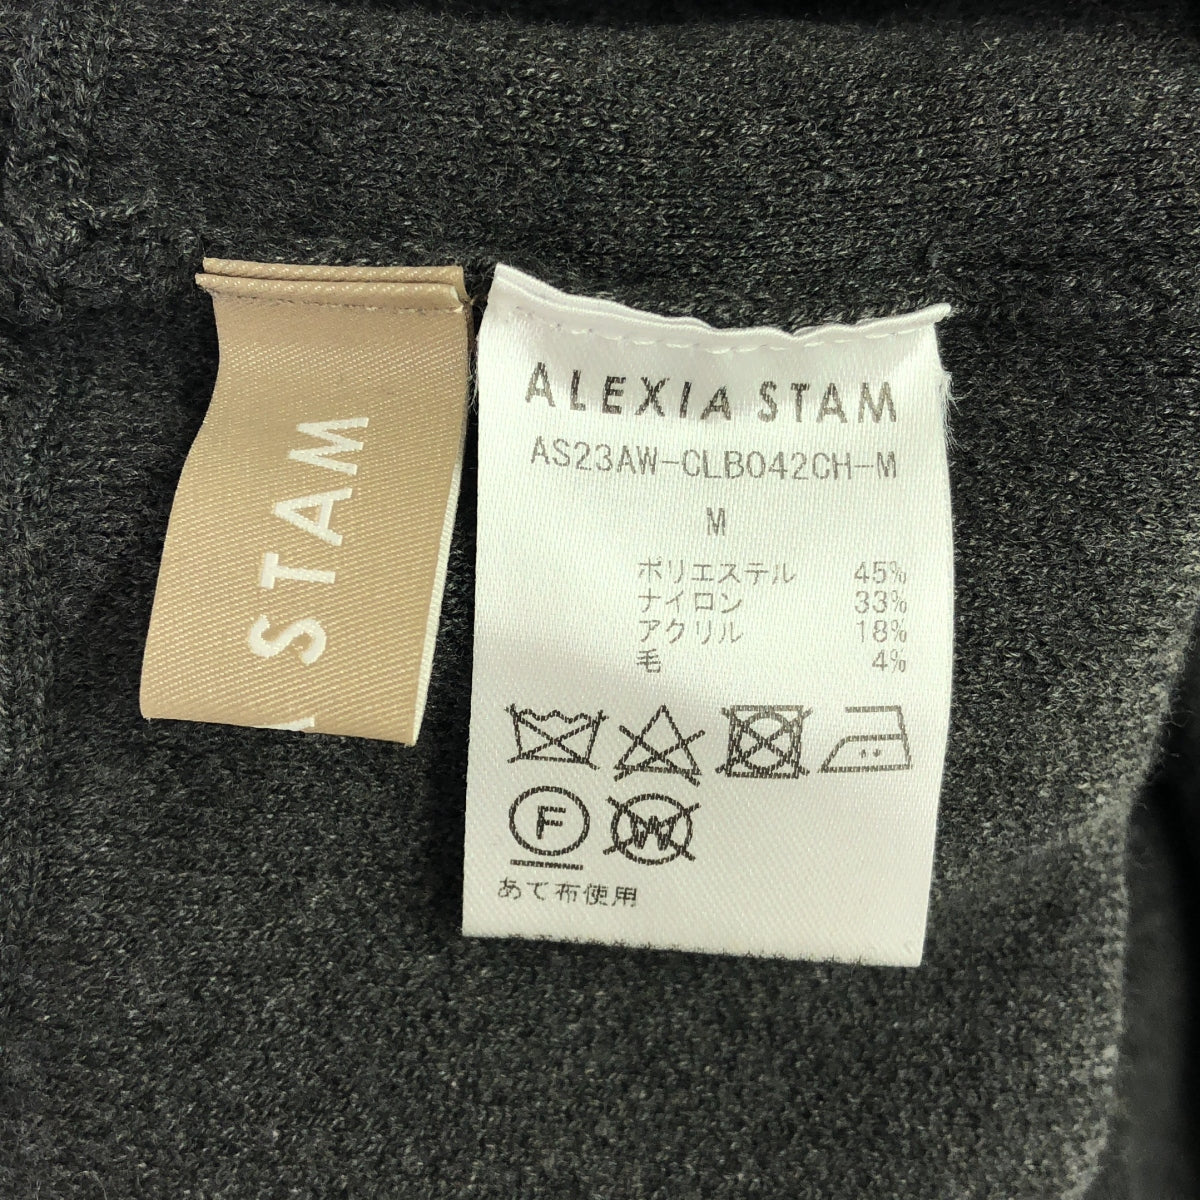 STAM
ALEXIA STAM
AS23AW-CLB042CH-M
M
ポリエステル 45%
ナイロン 33%
アクリル 18%
毛 4%
F
W
あて布使用